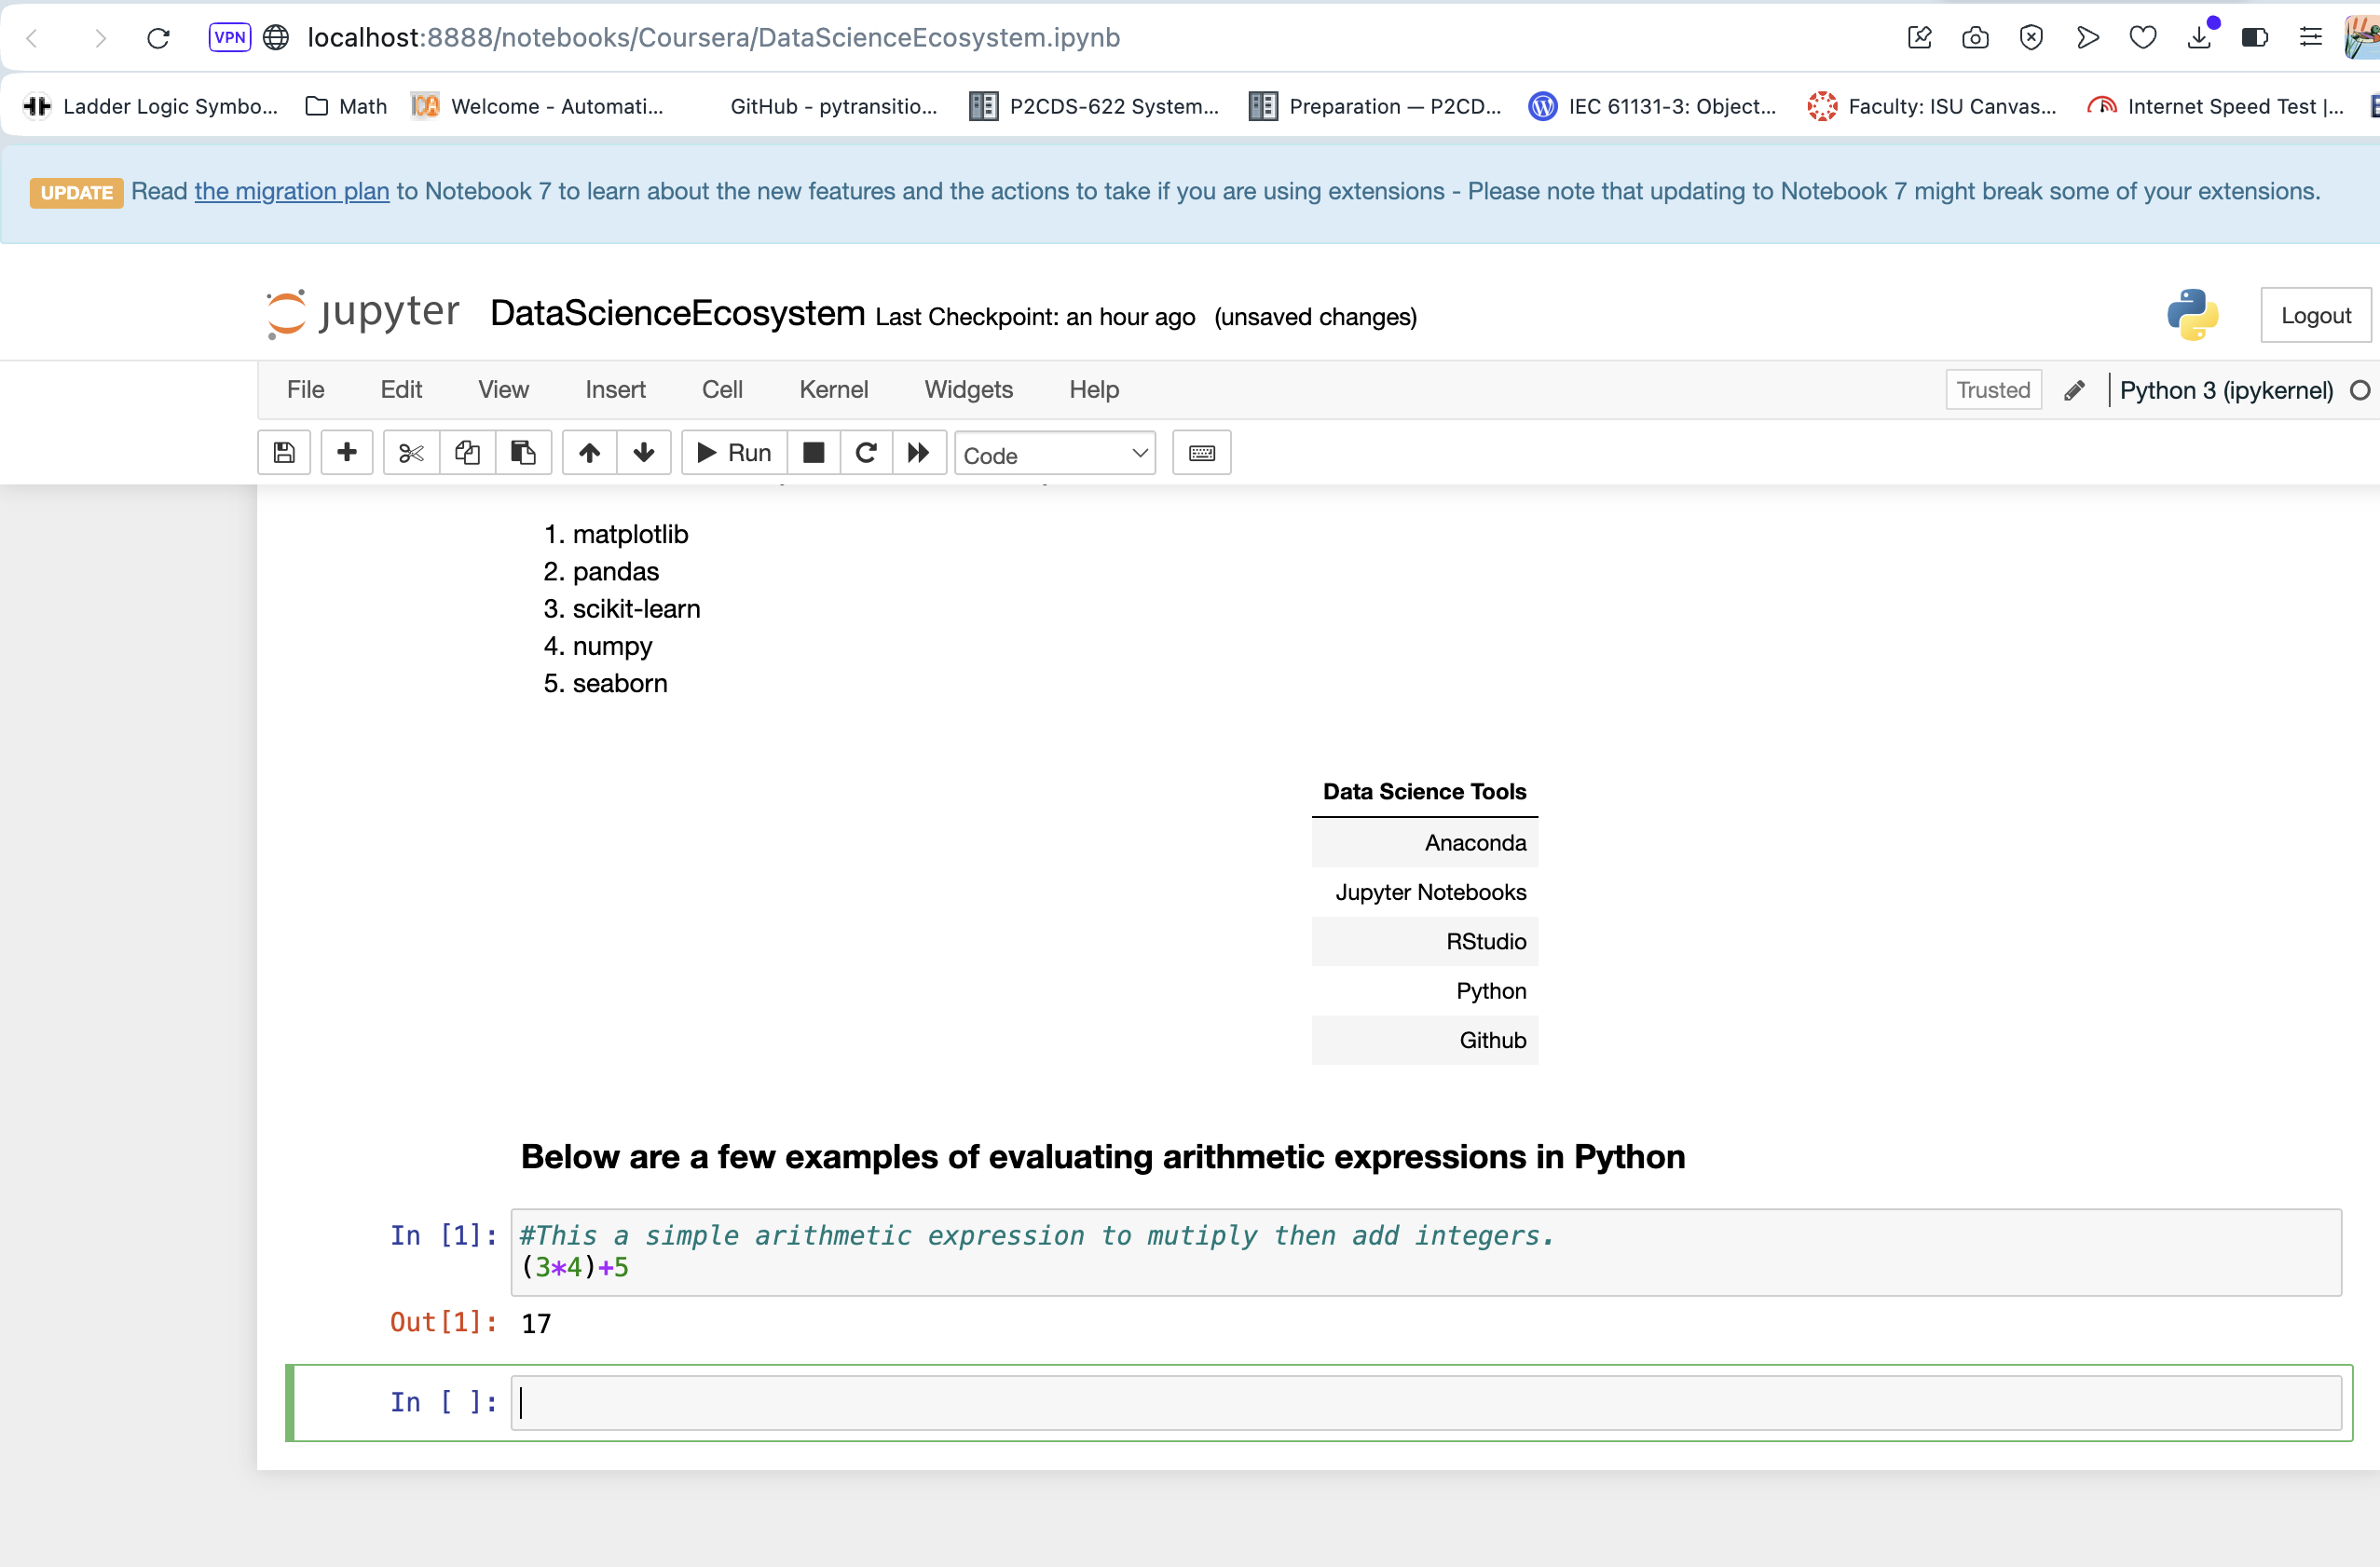 VPN localhost:8888/notebooks/Coursera/DataScienceEcosystem.ipynb
Ladder Logic Symbo... Math Welcome - Automati... GitHub - pytransitio... P2CDS-622 System... Preparation — P2CD... IEC 61131-3: Object... Faculty: ISU Canvas... Internet Speed Test |...
UPDATE Read the migration plan to Notebook 7 to learn about the new features and the actions to take if you are using extensions - Please note that updating to Notebook 7 might break some of your extensions.
jupyter DataScienceEcosystem Last Checkpoint: an hour ago (unsaved changes) Logout
File Edit View Insert Cell Kernel Widgets Help Trusted Python 3 (ipykernel)
Run Code
1. matplotlib
2. pandas
3. scikit-learn
4. numpy
5. seaborn
Data Science Tools
Anaconda
Jupyter Notebooks
RStudio
Python
Github
Below are a few examples of evaluating arithmetic expressions in Python
In [1]: #This a simple arithmetic expression to mutiply then add integers.
(3*4)+5
Out[1]: 17
In [ ]: